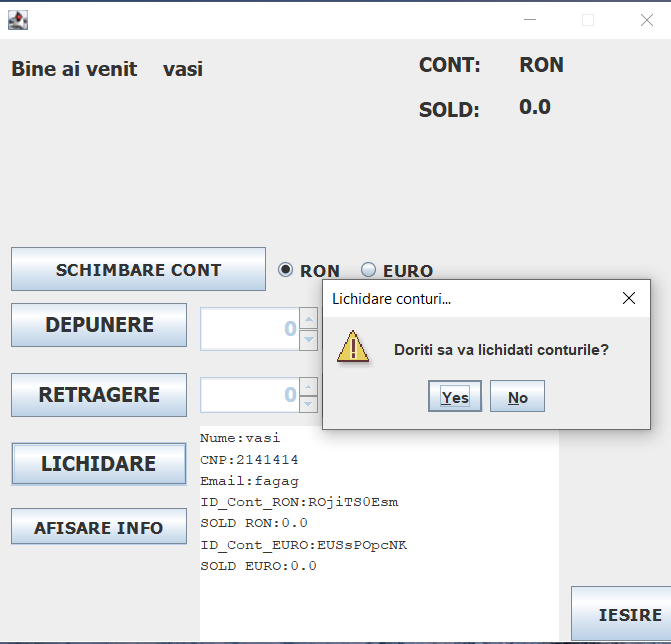 Bine ai venit vasi
CONT: RON
SOLD: 0.0
SCHIMBARE CONT
RON
EURO
DEPUNERE
0
RETRAGERE
0
LICHIDARE
AFISARE INFO
Lichidare conturi...
Doriti sa va lichidati conturile?
Yes No
Nume:vasi
CNP:2141414
Email:fagag
ID_Cont_RON:ROjiTS0Esm
SOLD RON:0.0
ID_Cont_EURO:EUSsPOpcNK
SOLD EURO:0.0
IESIRE